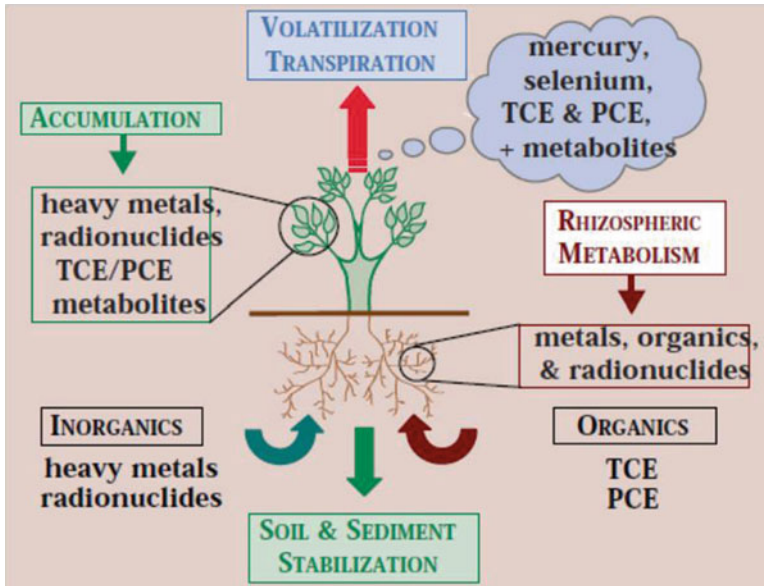 VOLATILIZATION
TRANSPIRATION
mercury,
selenium,
TCE & PCE,
+ metabolites
ACCUMULATION
heavy metals,
radionuclides
TCE/PCE
metabolites
RHIZOSPHERIC
METABOLISM
metals, organics,
& radionuclides
INORGANICS
heavy metals
radionuclides
ORGANICS
TCE
PCE
SOIL & SEDIMENT
STABILIZATION